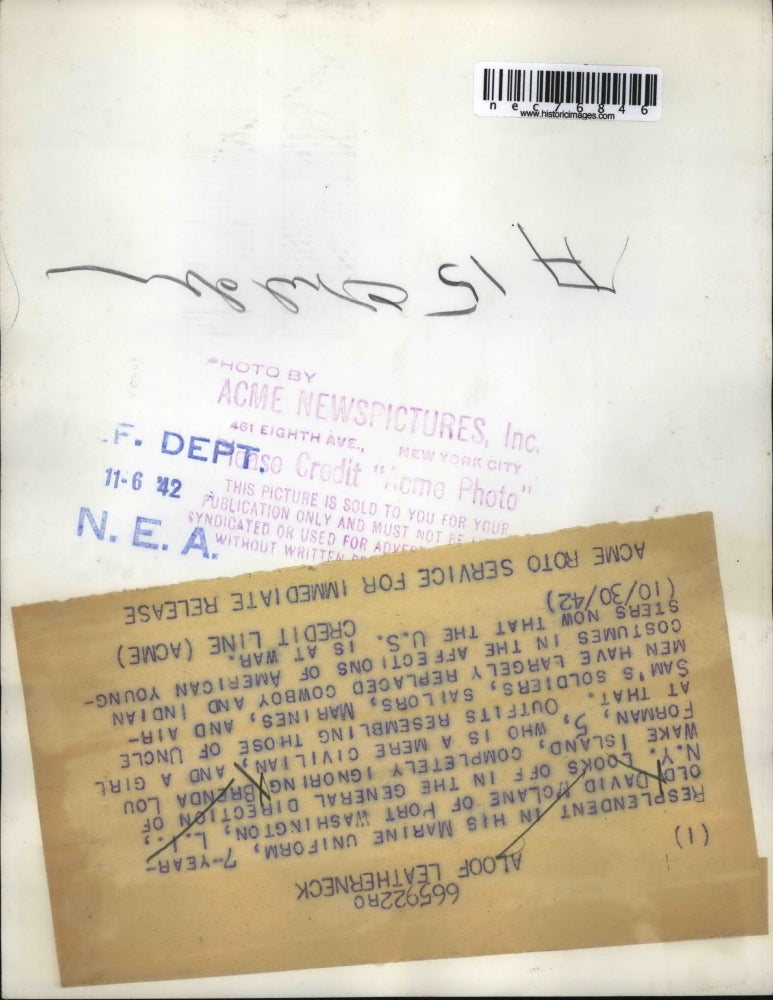 nec76846
www.historicimages.com
15
PHOTO BY
ACME NEWSPICTURES, Inc.
461 EIGHTH AVE., NEW YORK CITY
Please Credit "Acme Photo"
THIS PICTURE IS SOLD TO YOU FOR YOUR
PUBLICATION ONLY AND MUST NOT BE
SYNDICATED OR USED FOR
WITHOUT WRITTEN
F. DEPT.
11-6 '42
N. E. A.
665922RO
ALOOF LEATHERNECK
(1)
RESPLENDENT IN HIS MARINE UNIFORM, 7-YEAR-
OLD DAVID MCLANE OF PORT WASHINGTON, L.I.,
N.Y. LOOKS OFF IN THE GENERAL DIRECTION OF
WAKE ISLAND, COMPLETELY IGNORING BRENDA LOU
FORMAN, 5, WHO IS A MERE CIVILIAN, AND A GIRL
AT THAT. OUTFITS RESEMBLING THOSE OF UNCLE
SAM'S SOLDIERS, SAILORS, MARINES, AND AIR-
MEN HAVE LARGELY REPLACED COWBOY AND INDIAN
COSTUMES IN THE AFFECTIONS OF AMERICAN YOUNG-
STERS NOW THAT THE U.S. IS AT WAR.
(10/30/42) CREDIT LINE (ACME)
ACME ROTO SERVICE FOR IMMEDIATE RELEASE